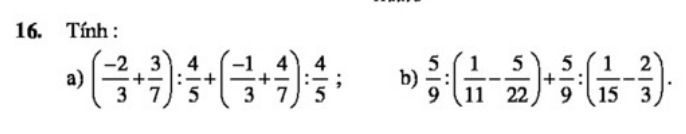 16. Tính :
a) (-2/3 + 3/7) : 4/5 + (-1/3 + 4/7) : 4/5 ; b) 5/9 : (1/11 - 5/22) + 5/9 : (1/15 - 2/3) .